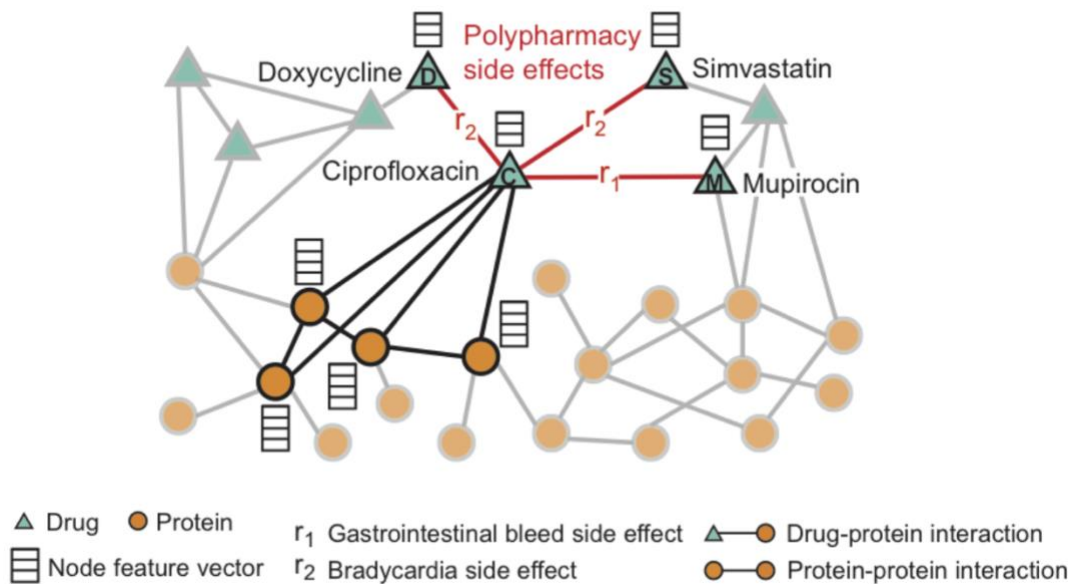 Polypharmacy
side effects
Doxycycline
D
S
Simvastatin
r2
r2
Ciprofloxacin
C
r1
M
Mupirocin
Drug
Protein
r1 Gastrointestinal bleed side effect
Drug-protein interaction
Node feature vector
r2 Bradycardia side effect
Protein-protein interaction